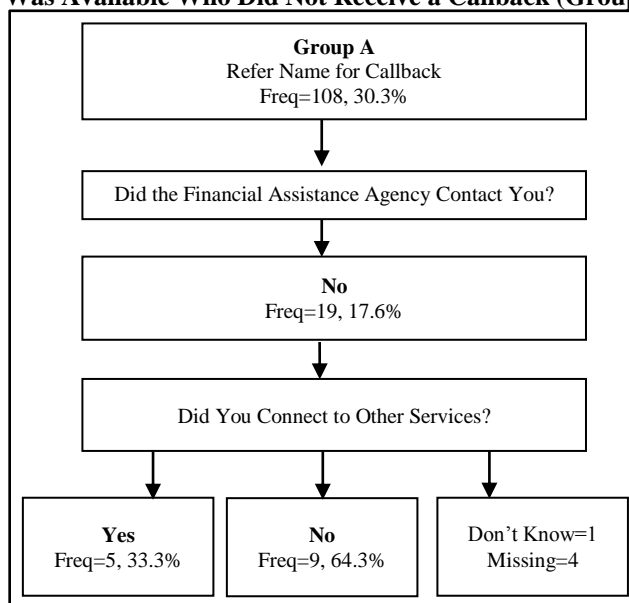 Was Available Who Did Not Receive a Callback (Grou
Group A
Refer Name for Callback
Freq=108, 30.3%
Did the Financial Assistance Agency Contact You?
No
Freq=19, 17.6%
Did You Connect to Other Services?
Yes
Freq=5, 33.3%
No
Freq=9, 64.3%
Don't Know=1
Missing=4